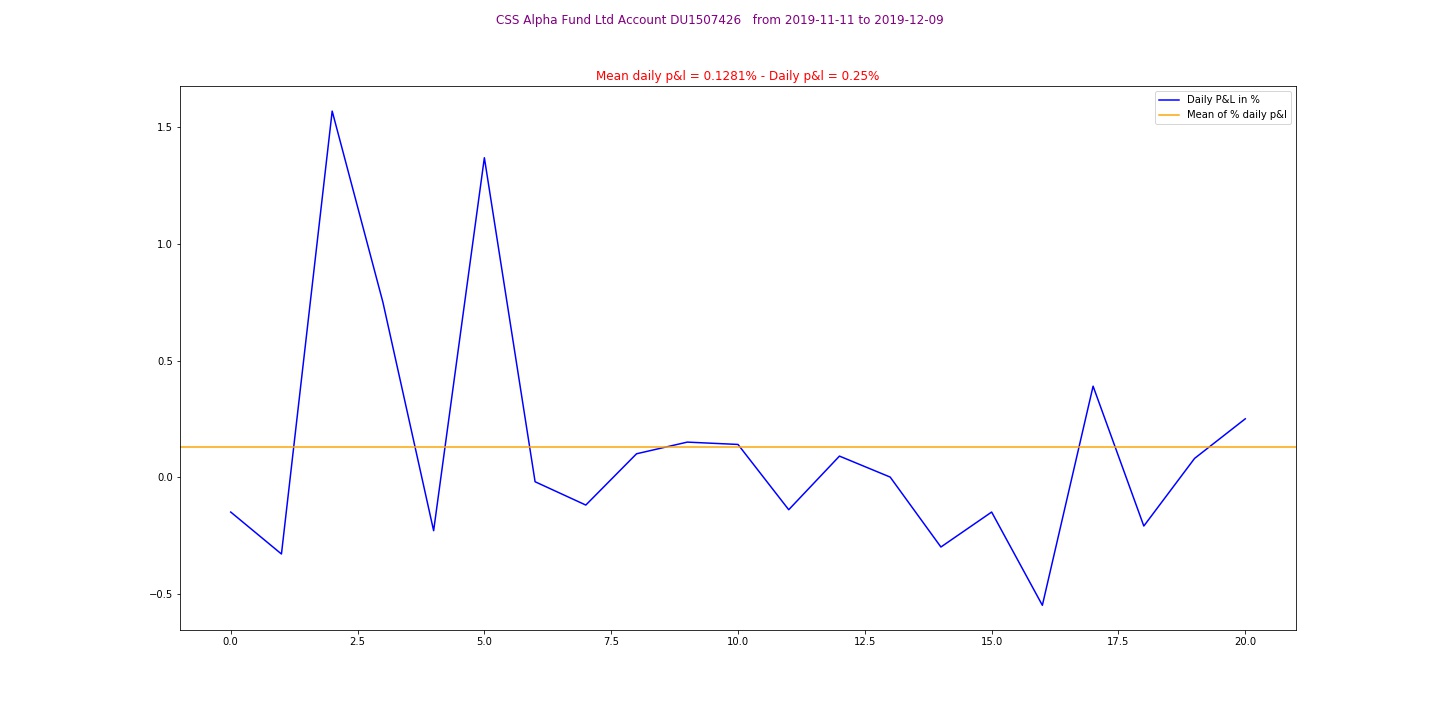 CSS Alpha Fund Ltd Account DU1507426   from 2019-11-11 to 2019-12-09
Mean daily p&l = 0.1281% - Daily p&l = 0.25%
Daily P&L in %
Mean of % daily p&l
1.5
1.0
0.5
0.0
−0.5
0.0 2.5 5.0 7.5 10.0 12.5 15.0 17.5 20.0